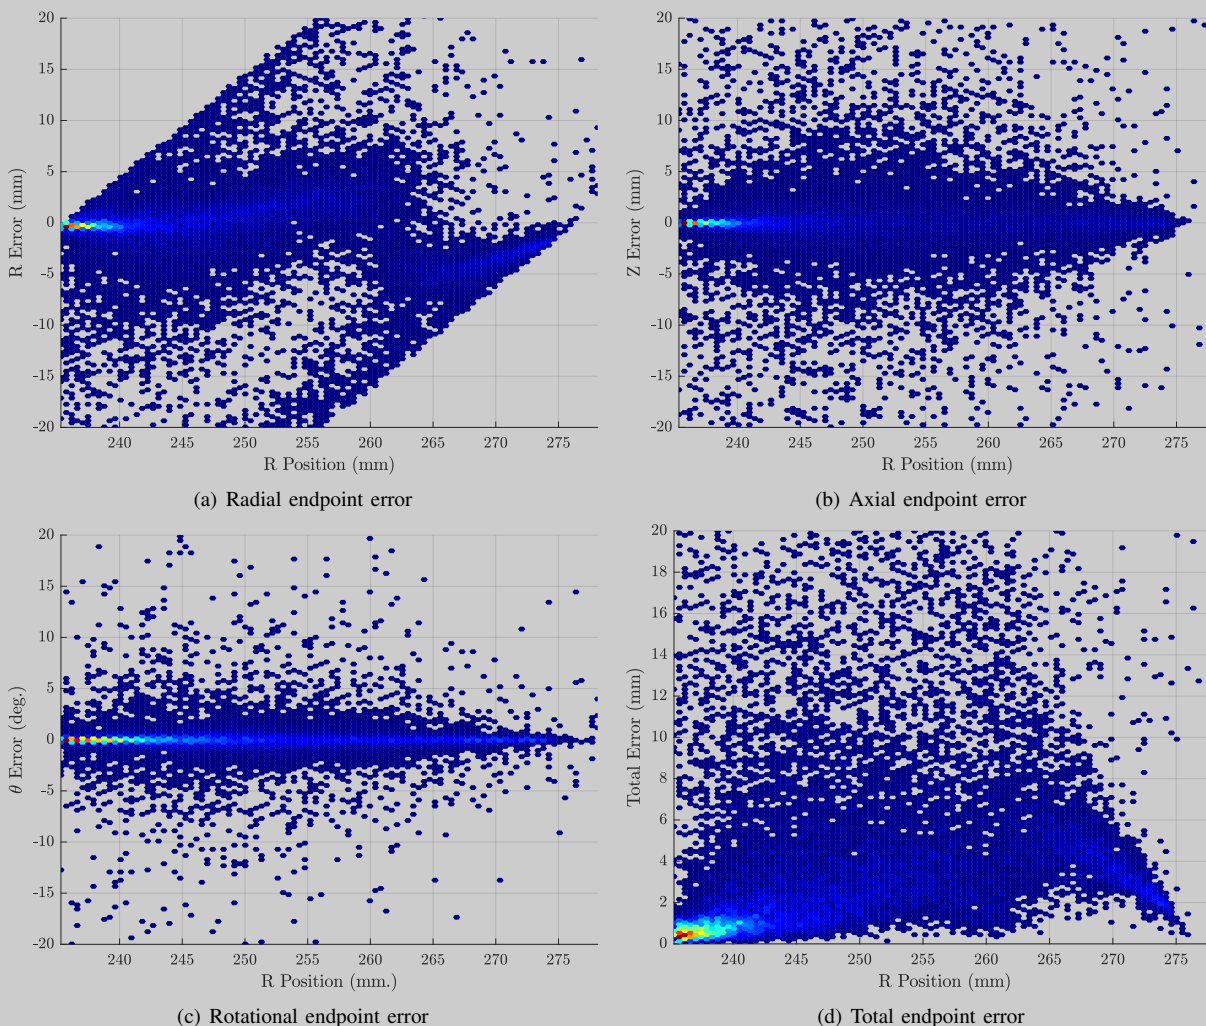 20
15
10
5
0
-5
-10
-15
-20
R Error (mm)
240 245 250 255 260 265 270 275
R Position (mm)
(a) Radial endpoint error
20
15
10
5
0
-5
-10
-15
-20
Z Error (mm)
240 245 250 255 260 265 270 275
R Position (mm)
(b) Axial endpoint error
20
15
10
5
0
-5
-10
-15
-20
θ Error (deg.)
240 245 250 255 260 265 270 275
R Position (mm.)
(c) Rotational endpoint error
20
18
16
14
12
10
8
6
4
2
0
Total Error (mm)
240 245 250 255 260 265 270 275
R Position (mm)
(d) Total endpoint error